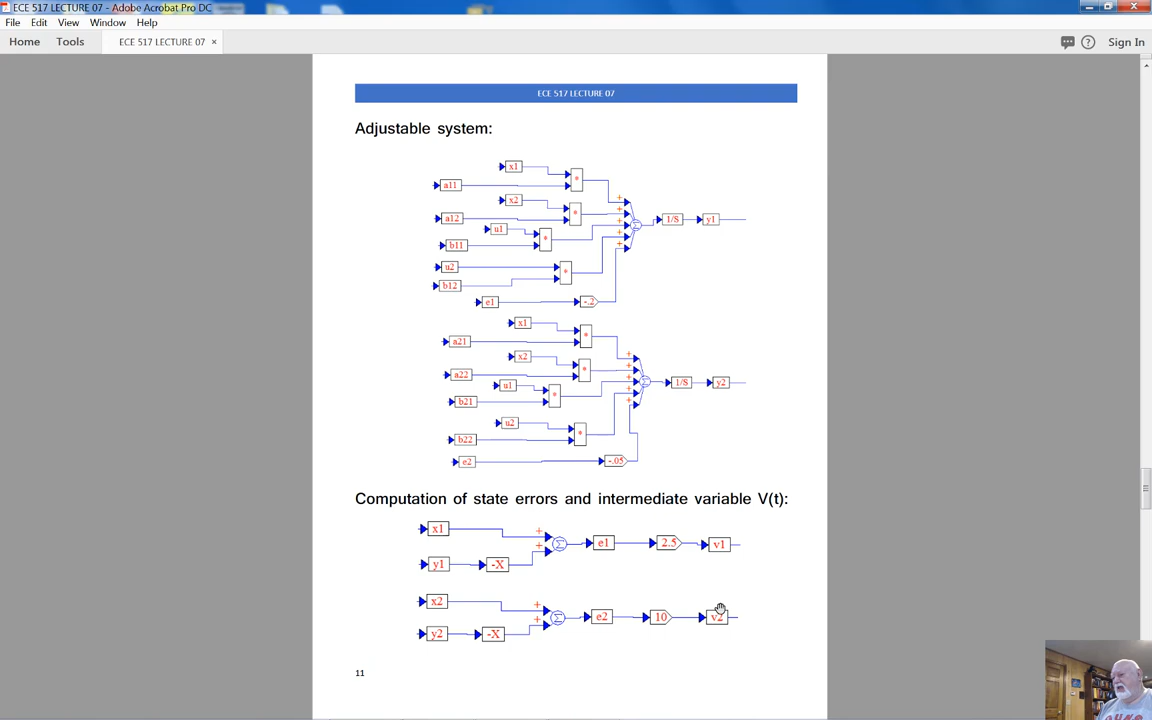 ECE 517 LECTURE 07 - Adobe Acrobat Pro DC
File Edit View Window Help
Home Tools ECE 517 LECTURE 07 × Sign In
ECE 517 LECTURE 07
Adjustable system:
x1
*
a11
x2
*
a12
u1
*
b11
u2
*
b12
e1
-.2
+
+
+
+
+
Σ
1/S
y1
x1
*
a21
x2
*
a22
u1
*
b21
u2
*
b22
e2
-.05
+
+
+
+
+
Σ
1/S
y2
Computation of state errors and intermediate variable V(t):
x1
+
+
Σ
e1
2.5
v1
y1
-X
x2
+
+
Σ
e2
10
v2
y2
-X
11